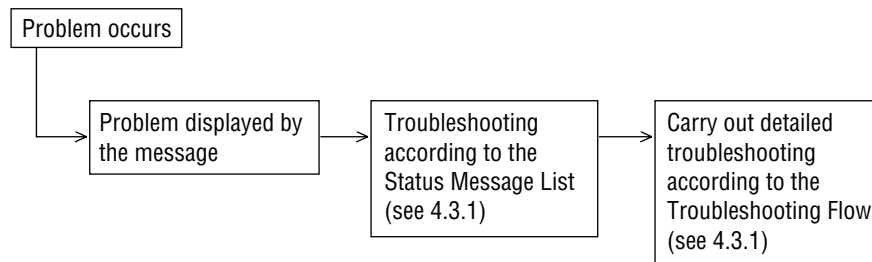 Problem occurs
Problem displayed by
the message
Troubleshooting
according to the
Status Message List
(see 4.3.1)
Carry out detailed
troubleshooting
according to the
Troubleshooting Flow
(see 4.3.1)